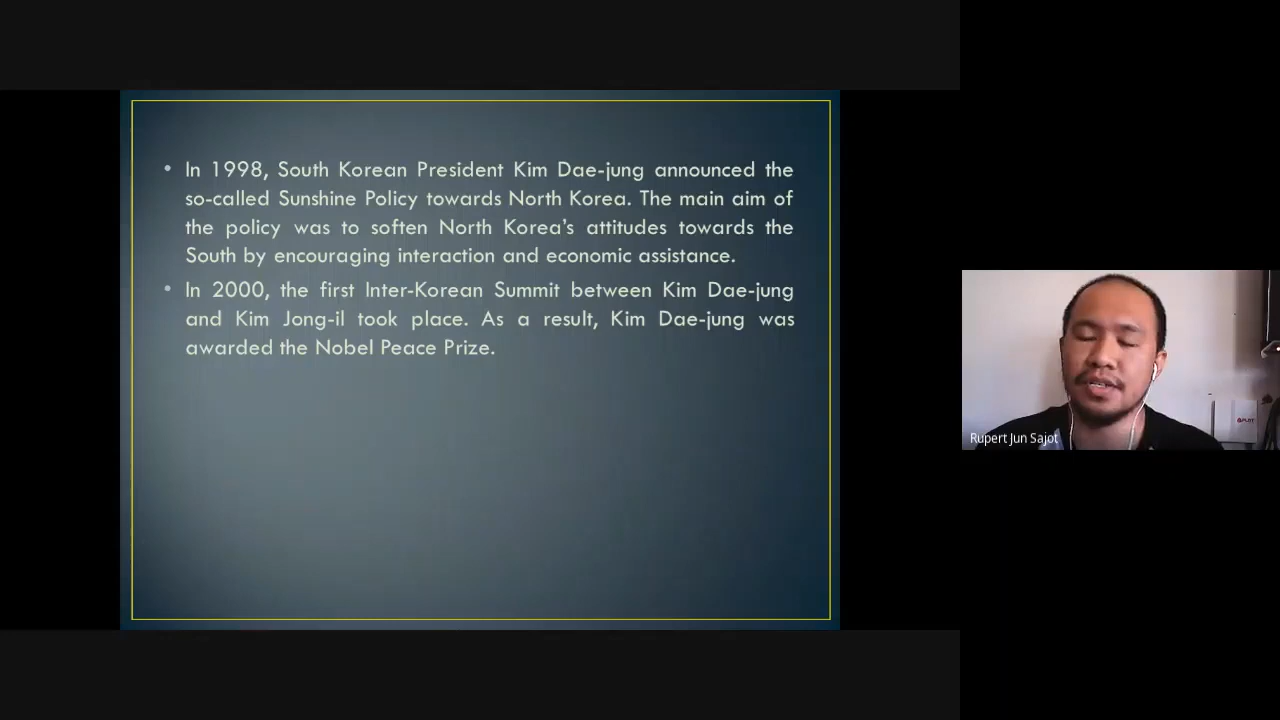 • In 1998, South Korean President Kim Dae-jung announced the
so-called Sunshine Policy towards North Korea. The main aim of
the policy was to soften North Korea’s attitudes towards the
South by encouraging interaction and economic assistance.
• In 2000, the first Inter-Korean Summit between Kim Dae-jung
and Kim Jong-il took place. As a result, Kim Dae-jung was
awarded the Nobel Peace Prize.
Rupert Jun Sajot